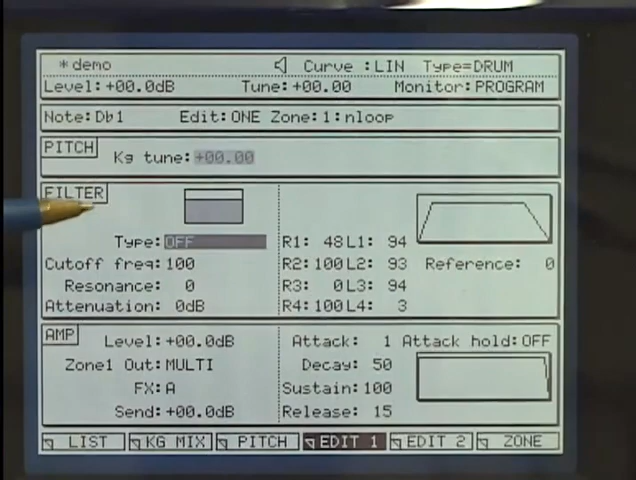 *demo Curve :LIN Type=DRUM
Level:+00.0dB Tune:+00.00 Monitor:PROGRAM
Note:D♭1 Edit:ONE Zone:1:nloop
PITCH
Kg tune:+00.00
FILTER
Type:OFF R1: 48 L1: 94
Cutoff freq:100 R2:100 L2: 93 Reference: 0
Resonance: 0 R3: 0 L3: 94
Attenuation: 0dB R4:100 L4: 3
AMP
Level:+00.0dB Attack: 1 Attack hold:OFF
Zone1 Out:MULTI Decay: 50
FX:A Sustain:100
Send:+00.0dB Release: 15
LIST KG MIX PITCH EDIT 1 EDIT 2 ZONE